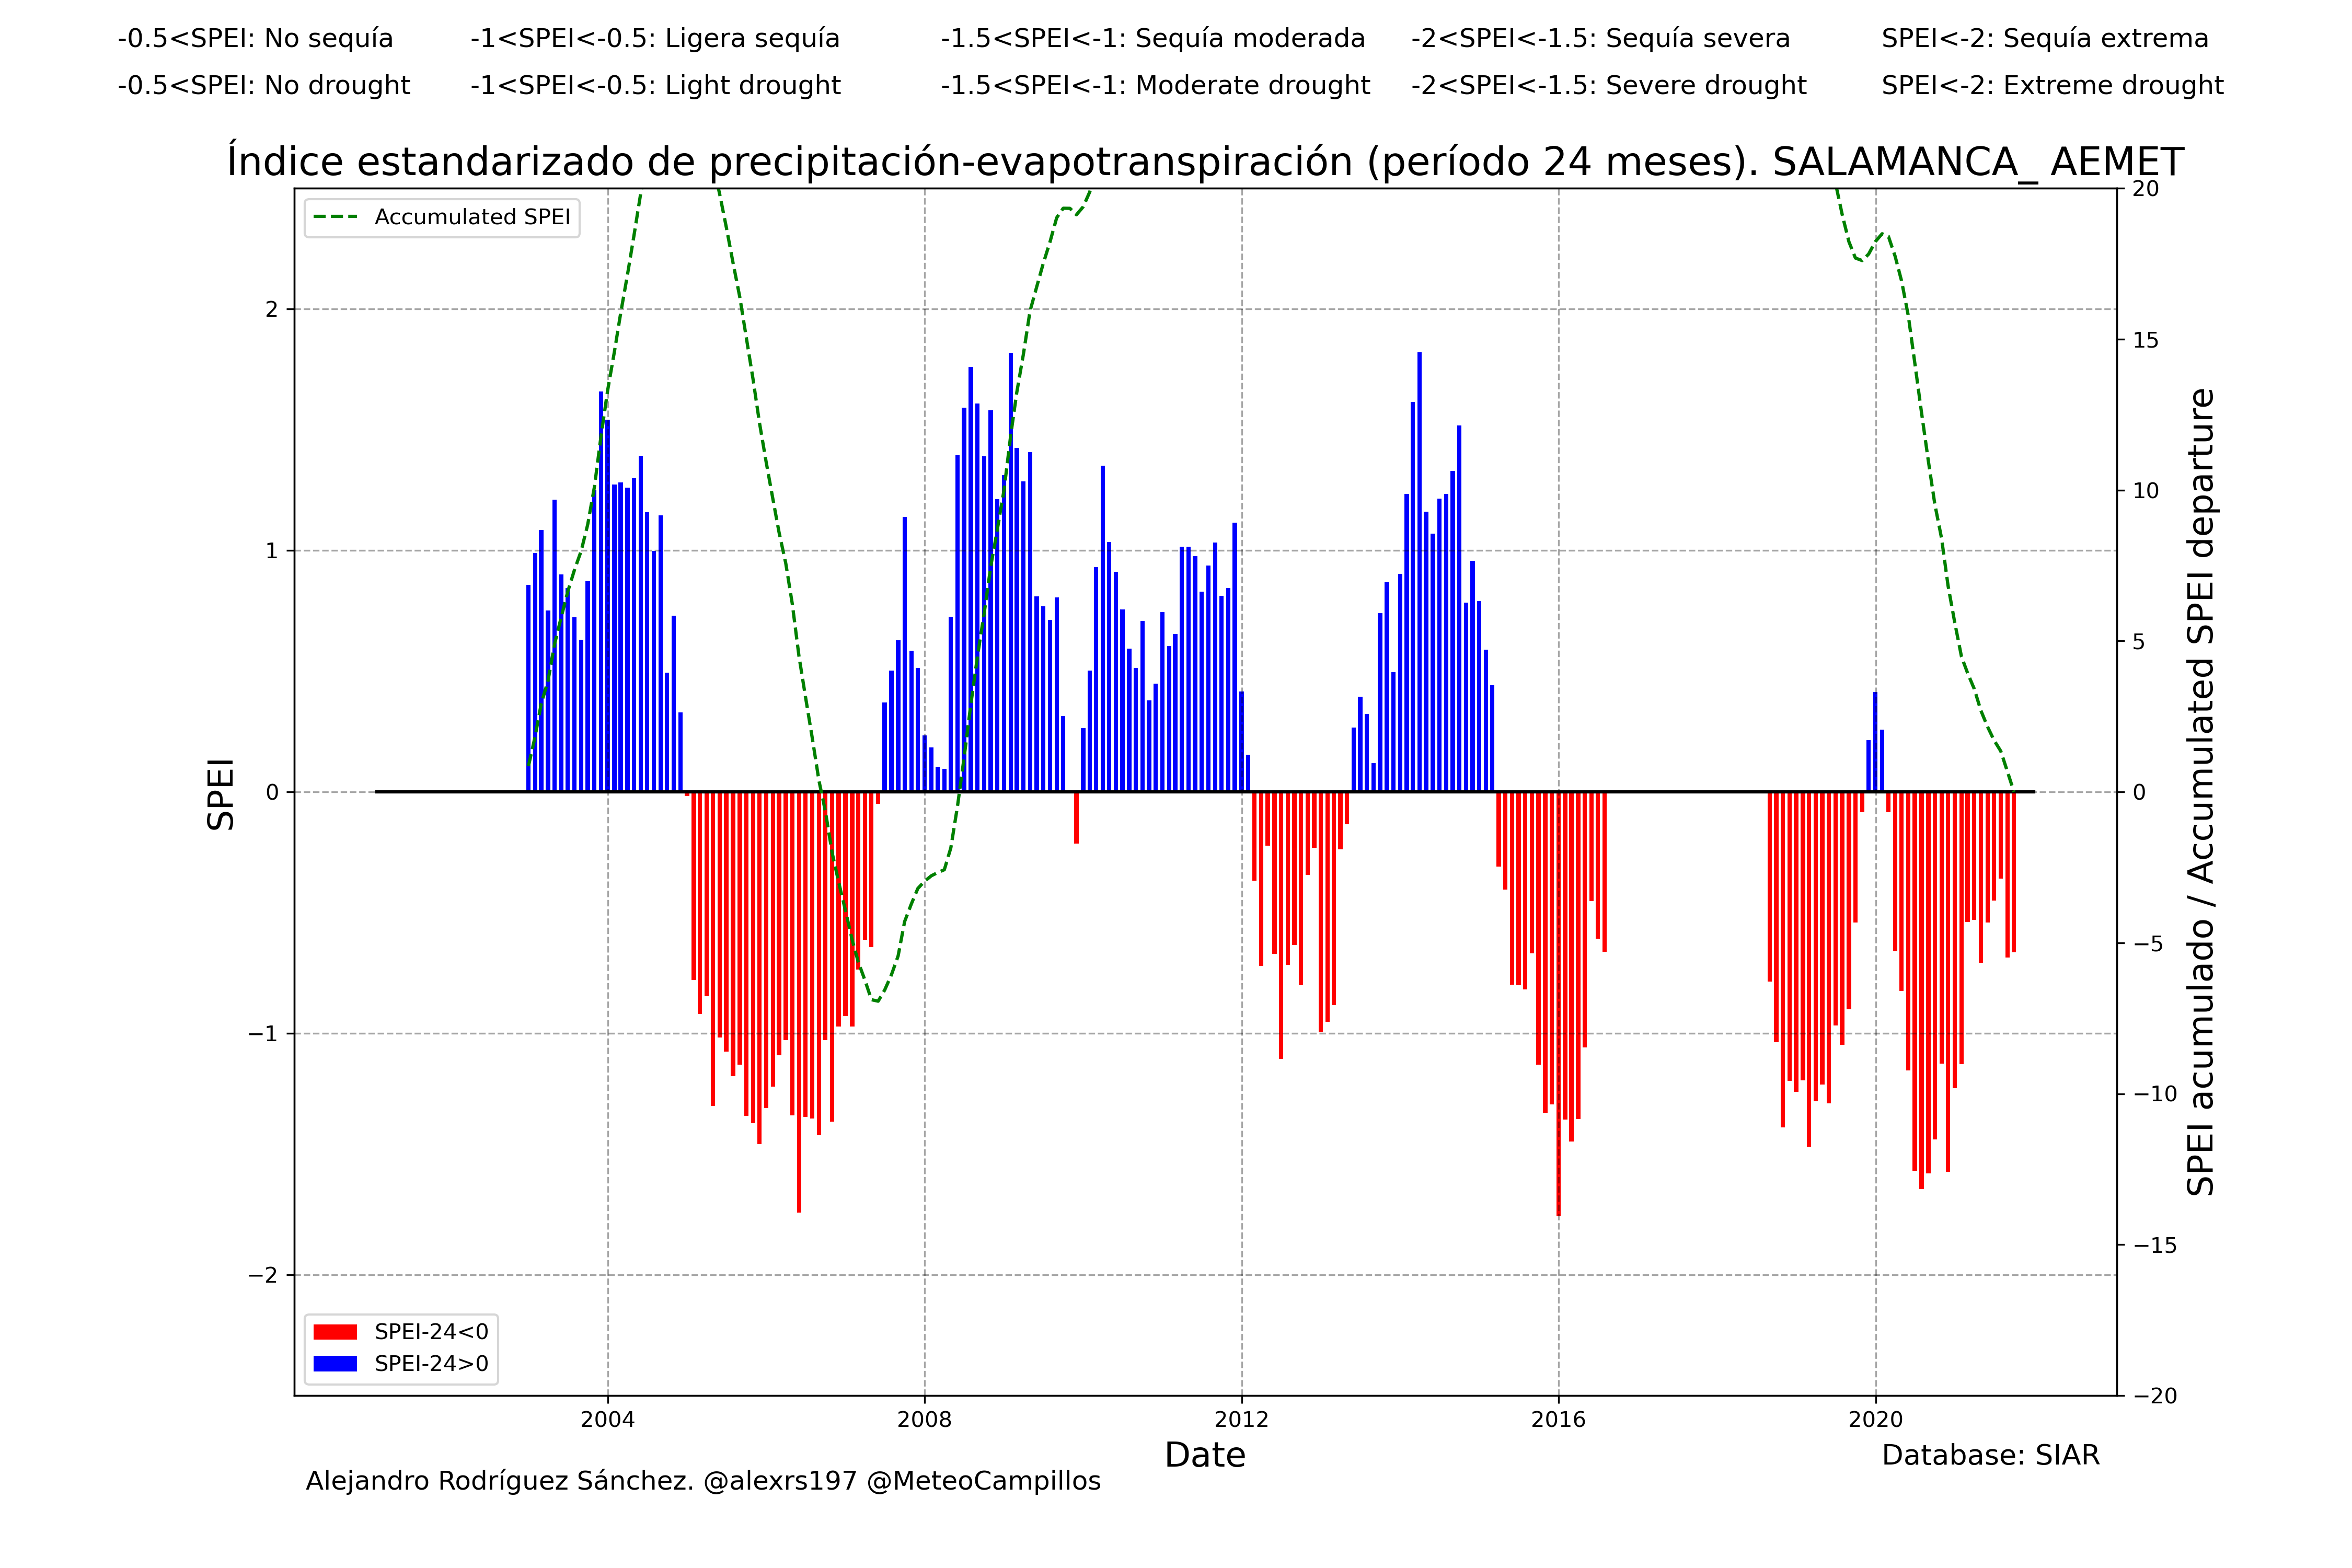 -0.5<SPEI: No sequía -1<SPEI<-0.5: Ligera sequía -1.5<SPEI<-1: Sequía moderada -2<SPEI<-1.5: Sequía severa SPEI<-2: Sequía extrema
-0.5<SPEI: No drought -1<SPEI<-0.5: Light drought -1.5<SPEI<-1: Moderate drought -2<SPEI<-1.5: Severe drought SPEI<-2: Extreme drought
Índice estandarizado de precipitación-evapotranspiración (período 24 meses). SALAMANCA_ AEMET
Accumulated SPEI
SPEI
2
1
0
−1
−2
20
15
10
5
0
−5
−10
−15
−20
SPEI acumulado / Accumulated SPEI departure
SPEI-24<0
SPEI-24>0
2004 2008 2012 2016 2020
Date
Database: SIAR
Alejandro Rodríguez Sánchez. @alexrs197 @MeteoCampillos